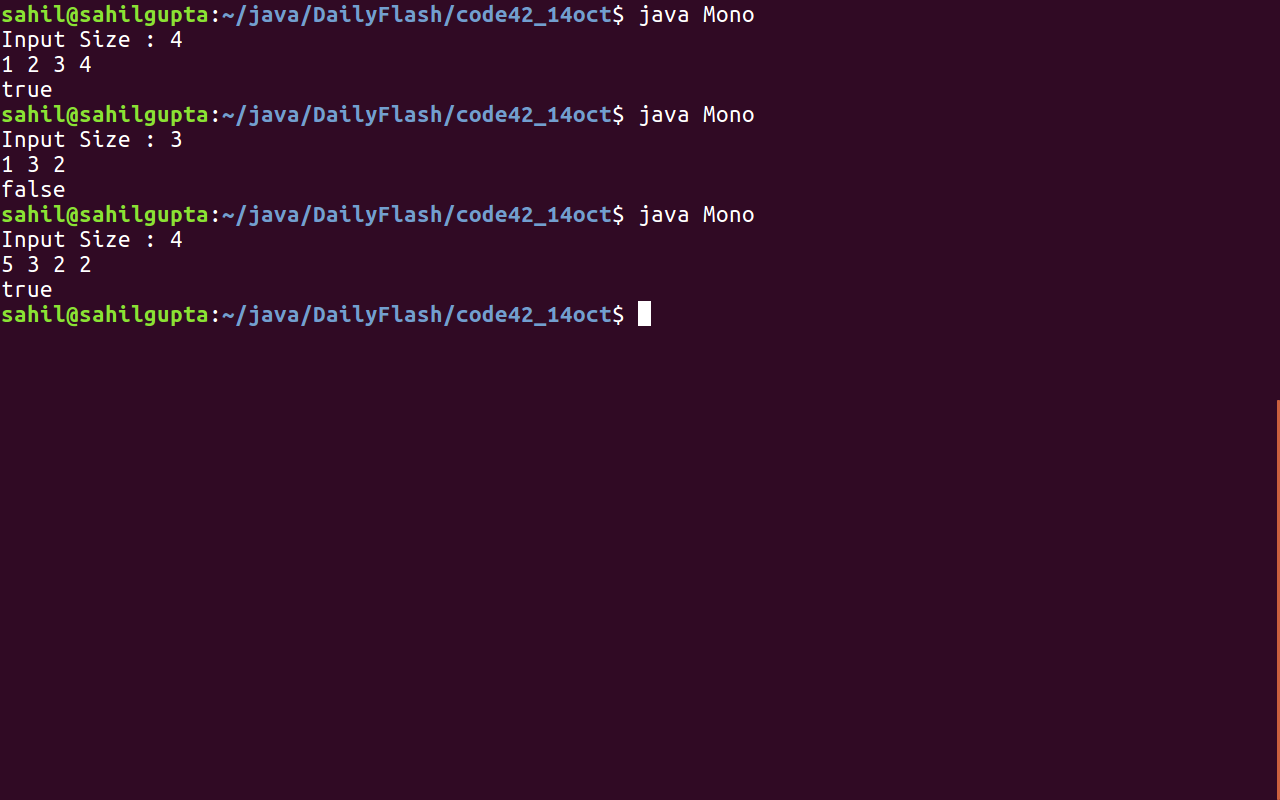 sahil@sahilgupta:~/java/DailyFlash/code42_14oct$ java Mono
Input Size : 4
1 2 3 4
true
sahil@sahilgupta:~/java/DailyFlash/code42_14oct$ java Mono
Input Size : 3
1 3 2
false
sahil@sahilgupta:~/java/DailyFlash/code42_14oct$ java Mono
Input Size : 4
5 3 2 2
true
sahil@sahilgupta:~/java/DailyFlash/code42_14oct$